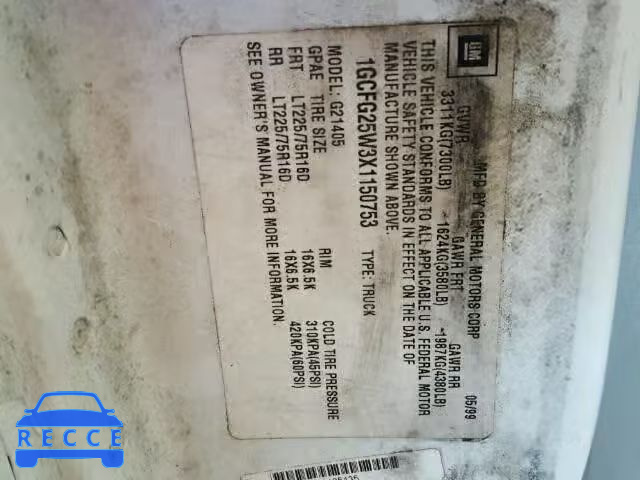 GM
MFD BY GENERAL MOTORS CORP 05/99
GVWR GAWR FRT GAWR RR
3311KG(7300LB) 1624KG(3580LB) 1987KG(4380LB)
THIS VEHICLE CONFORMS TO ALL APPLICABLE U.S. FEDERAL MOTOR
VEHICLE SAFETY STANDARDS IN EFFECT ON THE DATE OF
MANUFACTURE SHOWN ABOVE.
1GCFG25W3X1150753 TYPE: TRUCK
MODEL: G21405
GPAE TIRE SIZE RIM COLD TIRE PRESSURE
FRT LT225/75R16D 16X6.5K 310KPA(45PSI)
RR LT225/75R16D 16X6.5K 420KPA(60PSI)
SEE OWNER'S MANUAL FOR MORE INFORMATION.
RECCE